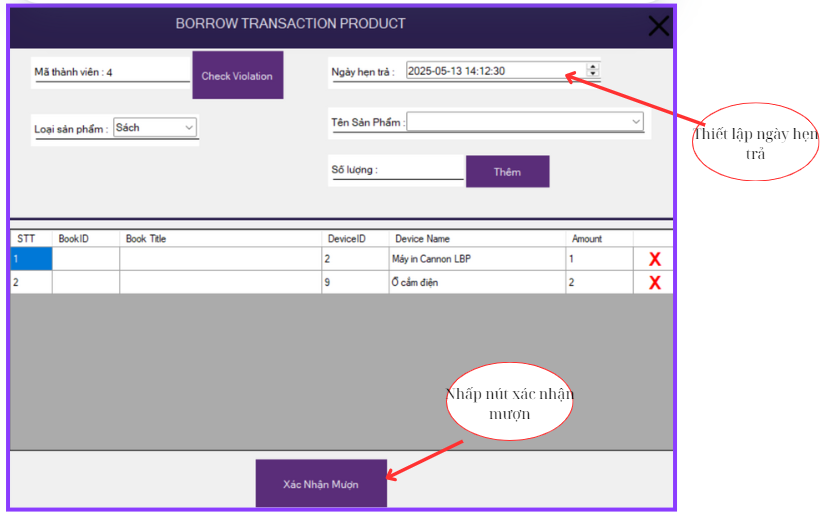 BORROW TRANSACTION PRODUCT
X
Mã thành viên : 4
Check Violation
Ngày hẹn trả :
2025-05-13 14:12:30
Loại sản phẩm :
Sách
Tên Sản Phẩm :
Số lượng :
Thêm
Thiết lập ngày hẹn
trả
STT BookID Book Title DeviceID Device Name Amount
1 2 Máy in Cannon LBP 1 X
2 9 Ổ cắm điện 2 X
Nhấp nút xác nhận
mượn
Xác Nhận Mượn